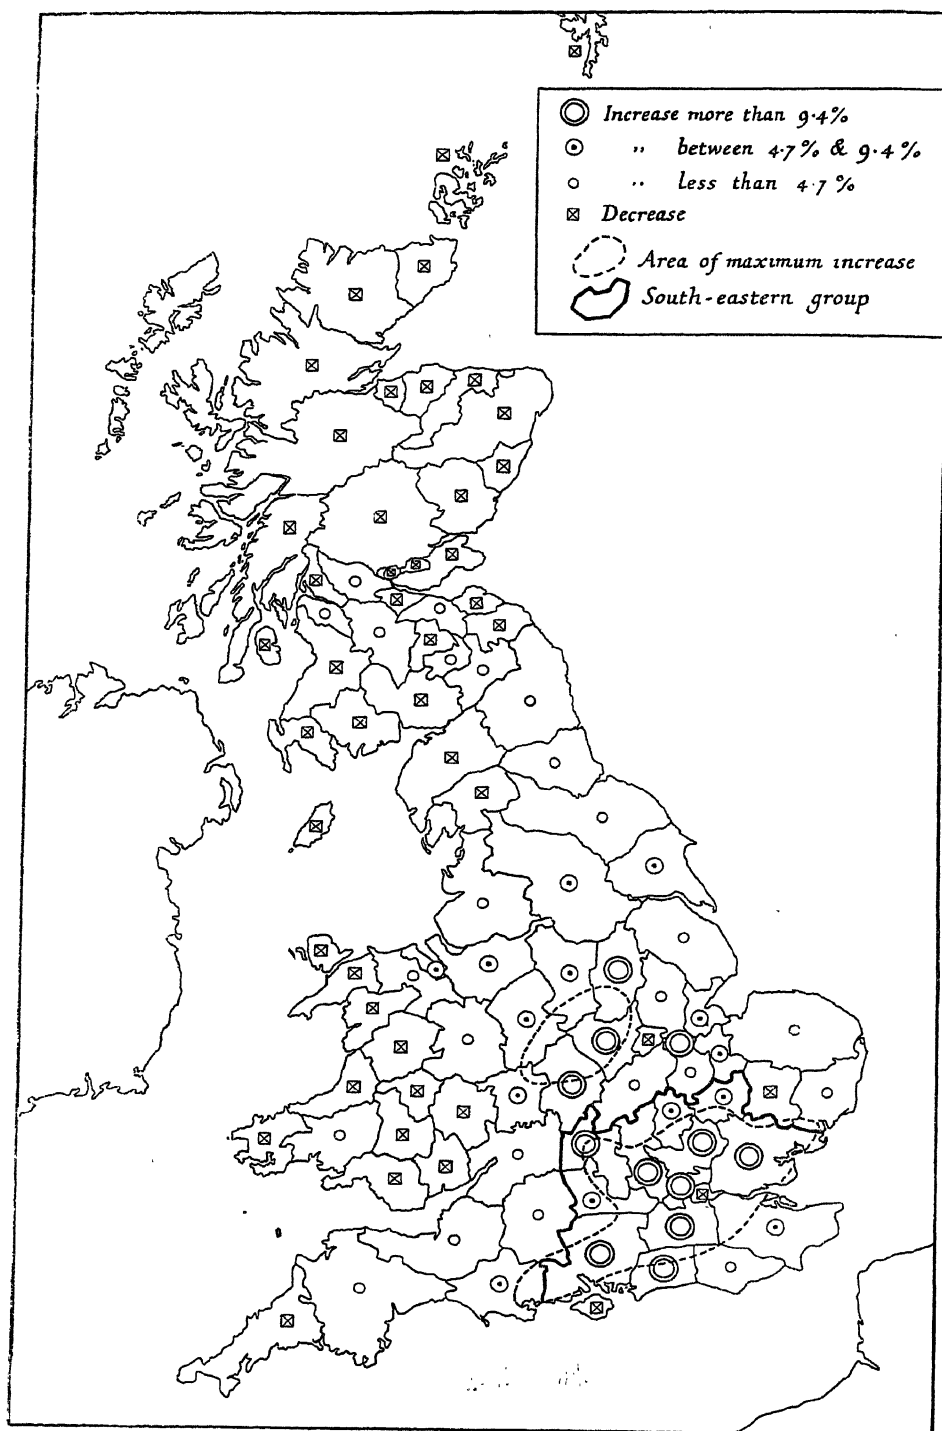 Increase more than 9·4%
„ between 4·7% & 9·4%
„ less than 4·7%
Decrease
Area of maximum increase
South-eastern group